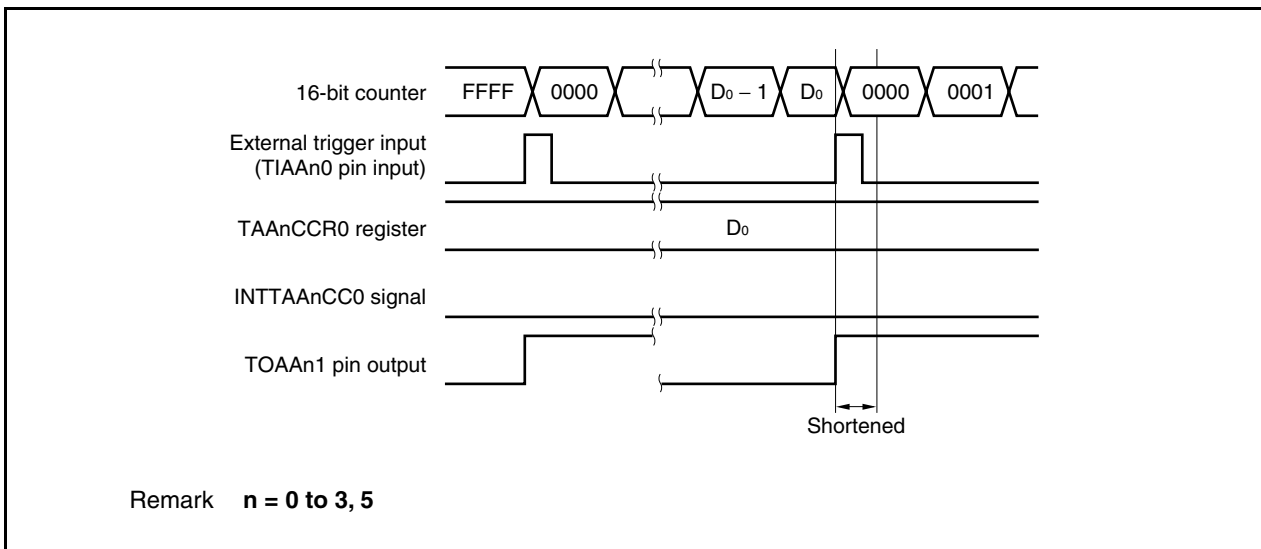 16-bit counter FFFF 0000 D0 − 1 D0 0000 0001
External trigger input
(TIAAn0 pin input)
TAAnCCR0 register D0
INTTAAnCC0 signal
TOAAn1 pin output
Shortened
Remark n = 0 to 3, 5